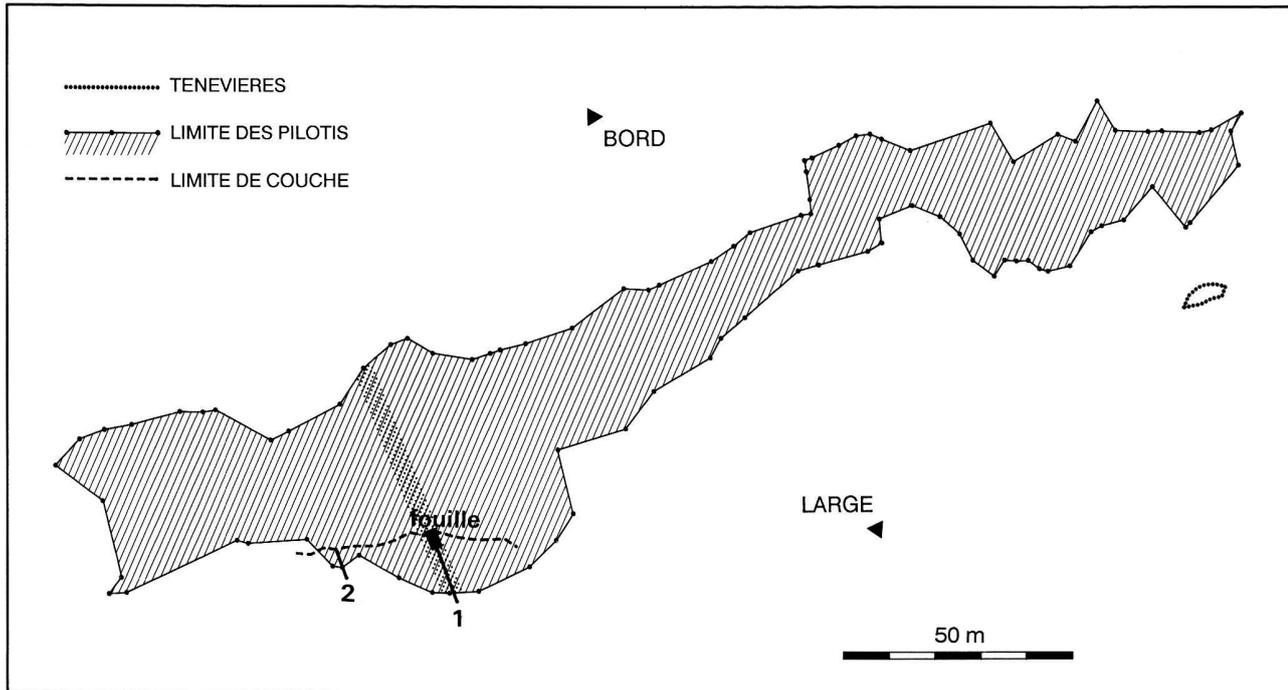 TENEVIERES
LIMITE DES PILOTIS
LIMITE DE COUCHE
BORD
LARGE
fouille
2
1
50 m